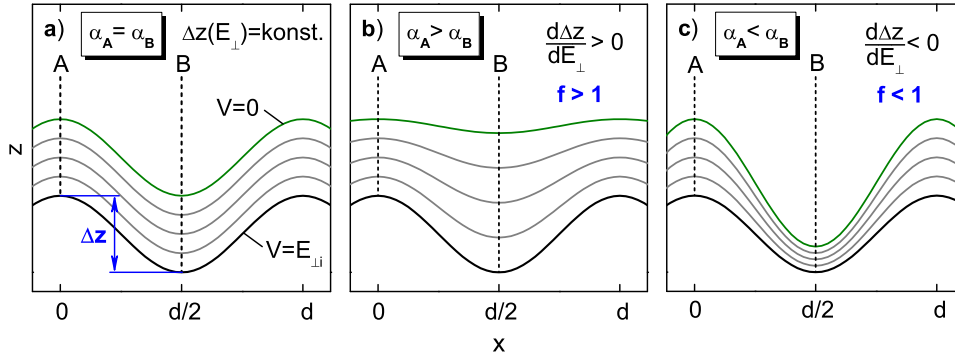 a) α_A = α_B Δz(E_⊥)=konst.
A B
V=0
Δz
V=E_⊥i
0 d/2 d
b) α_A > α_B dΔz/dE_⊥ > 0
A B
f > 1
0 d/2 d
c) α_A < α_B dΔz/dE_⊥ < 0
A B
f < 1
0 d/2 d
z
x